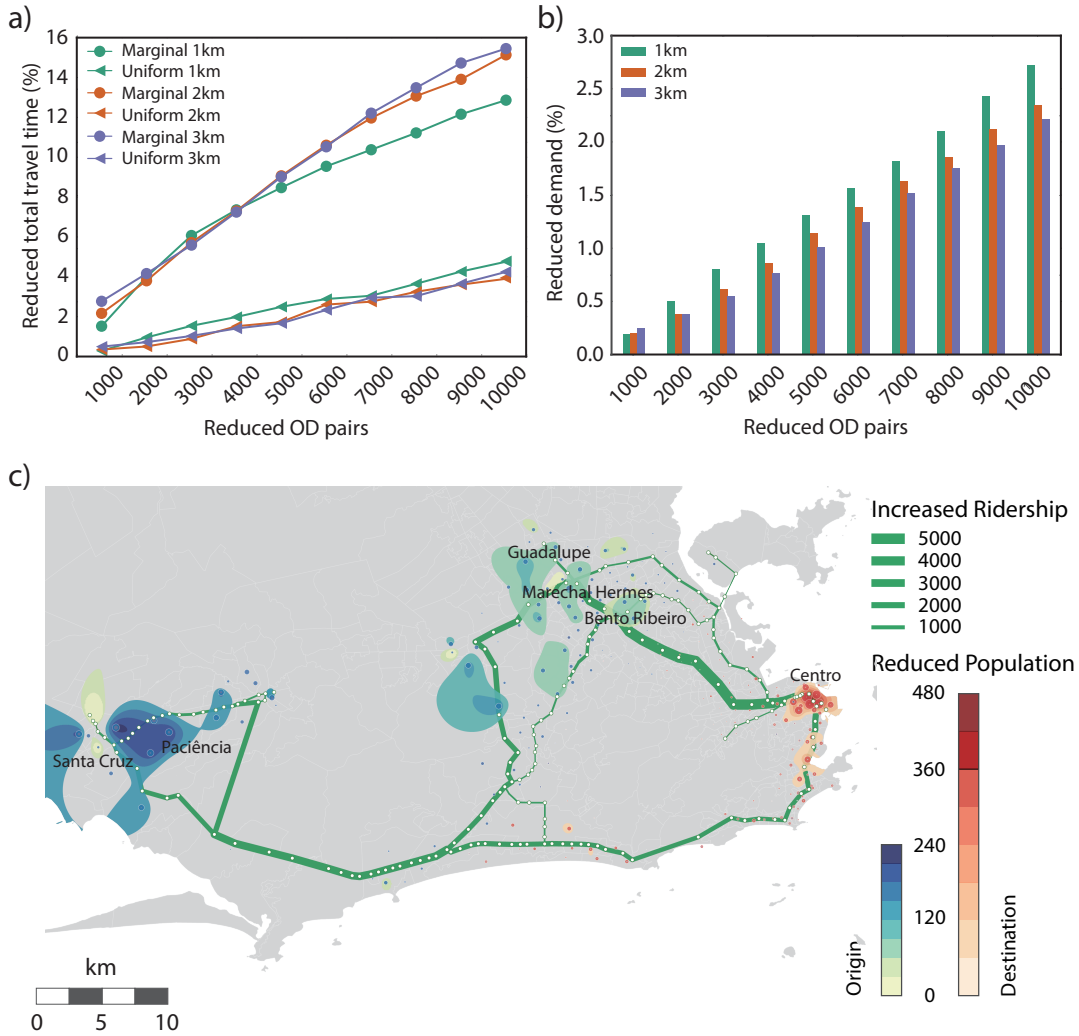 a)
Reduced total travel time (%)
16
14
12
10
8
6
4
2
0
Marginal 1km
Uniform 1km
Marginal 2km
Uniform 2km
Marginal 3km
Uniform 3km
1000 2000 3000 4000 5000 6000 7000 8000 9000 10000
Reduced OD pairs
b)
Reduced demand (%)
3.0
2.5
2.0
1.5
1.0
0.5
0.0
1km
2km
3km
1000 2000 3000 4000 5000 6000 7000 8000 9000 10000
Reduced OD pairs
c)
Guadalupe
Marechal Hermes
Bento Ribeiro
Centro
Paciência
Santa Cruz
km
0 5 10
Increased Ridership
5000
4000
3000
2000
1000
Reduced Population
480
360
240
120
0
Origin
Destination